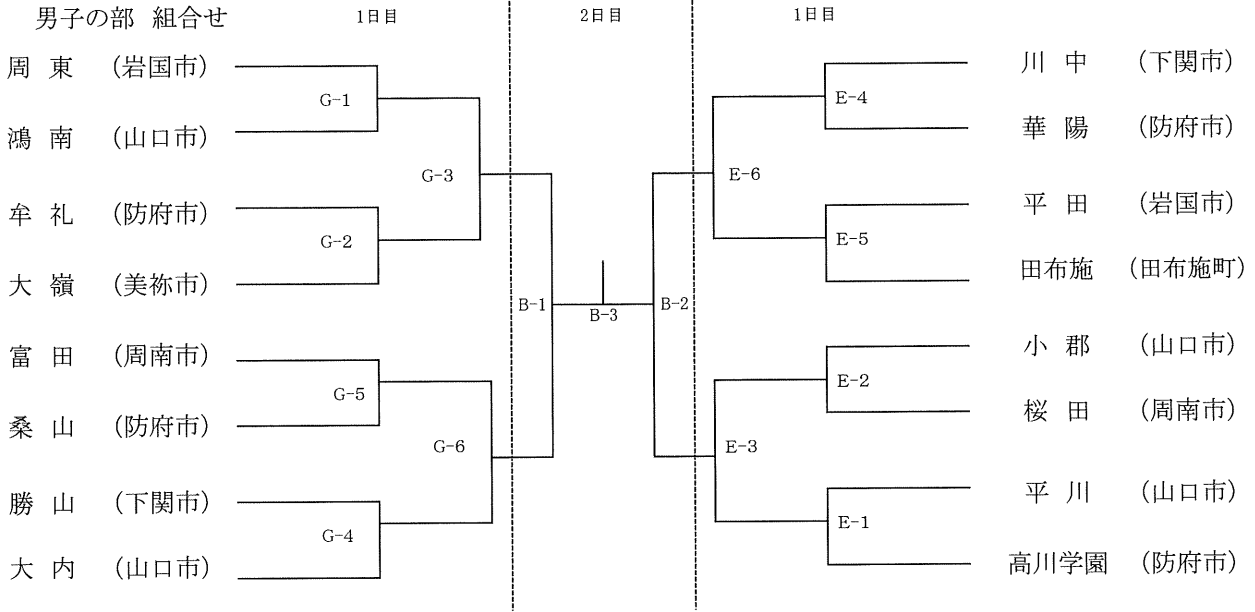 男子の部 組合せ
1日目
2日目
1日目
周東 (岩国市)
鴻南 (山口市)
牟礼 (防府市)
大嶺 (美祢市)
富田 (周南市)
桑山 (防府市)
勝山 (下関市)
大内 (山口市)
G-1
G-2
G-3
G-5
G-6
G-4
B-1
B-3
B-2
E-4
E-6
E-5
E-2
E-3
E-1
川中 (下関市)
華陽 (防府市)
平田 (岩国市)
田布施 (田布施町)
小郡 (山口市)
桜田 (周南市)
平川 (山口市)
高川学園 (防府市)